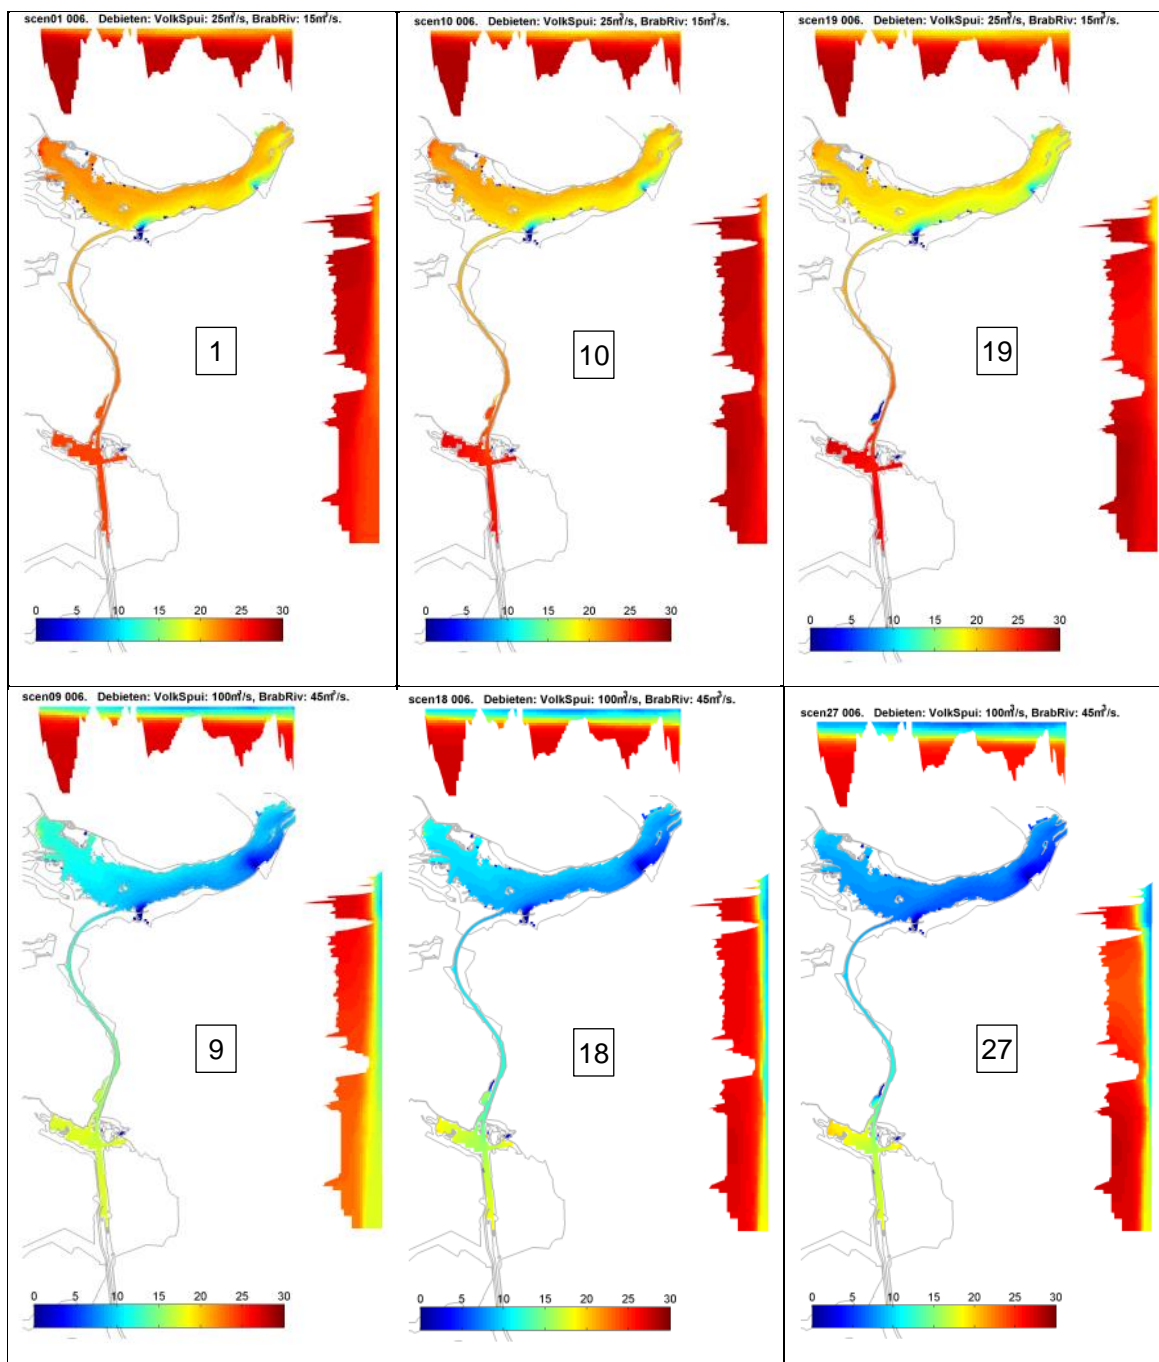 scen01 006. Debieten: VolkSpui: 25m³/s, BrabRiv: 15m³/s.
scen10 006. Debieten: VolkSpui: 25m³/s, BrabRiv: 15m³/s.
scen19 006. Debieten: VolkSpui: 25m³/s, BrabRiv: 15m³/s.
1
10
19
0 5 10 15 20 25 30
0 5 10 15 20 25 30
0 5 10 15 20 25 30
scen09 006. Debieten: VolkSpui: 100m³/s, BrabRiv: 45m³/s.
scen18 006. Debieten: VolkSpui: 100m³/s, BrabRiv: 45m³/s.
scen27 006. Debieten: VolkSpui: 100m³/s, BrabRiv: 45m³/s.
9
18
27
0 5 10 15 20 25 30
0 5 10 15 20 25 30
0 5 10 15 20 25 30